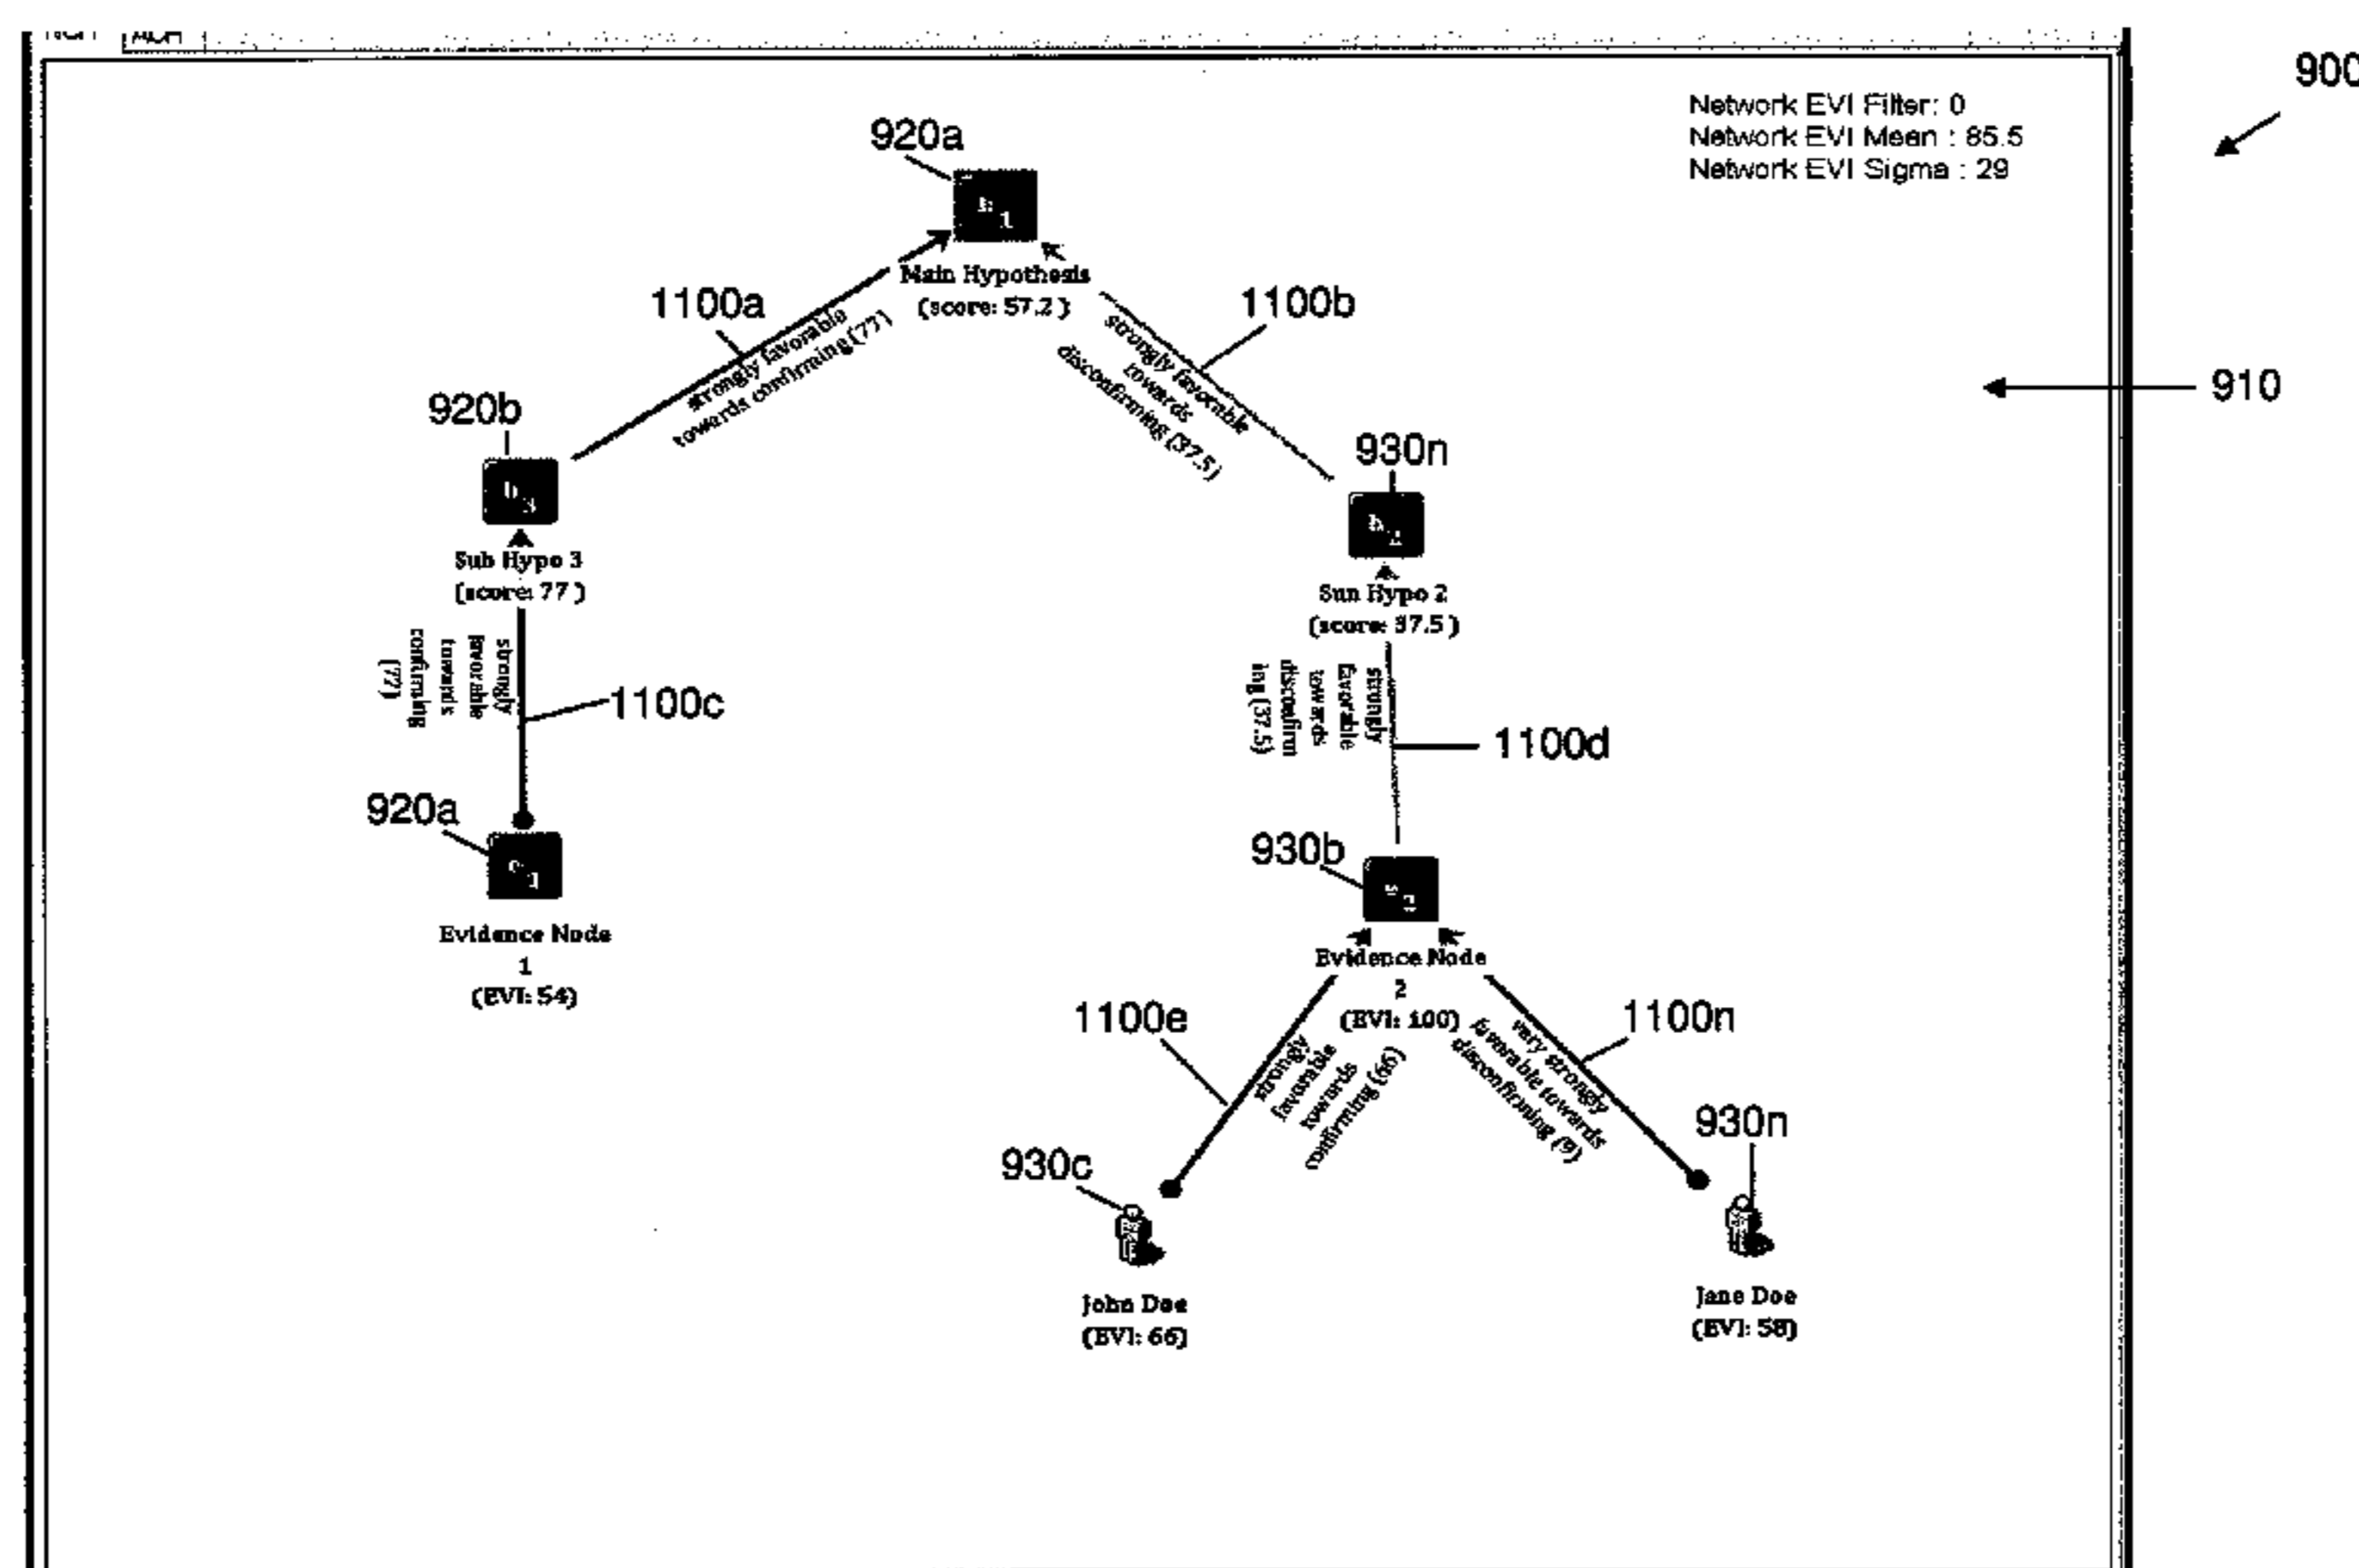 900
Network EVI Filter: 0
Network EVI Mean : 85.5
Network EVI Sigma : 29
920a
1
Main Hypothesis
(score: 57.2)
1100a
1100b
strongly favorable
towards confirming (77)
strongly favorable
towards
disconfirming (37.5)
910
920b
930n
Sub Hypo 3
(score: 77)
Sun Hypo 2
(score: 37.5)
strongly
favorable
towards
confirming
(77)
1100c
strongly
favorable
towards
disconfirm
ing (37.5)
1100d
920a
930b
Evidence Node
1
(EVI: 54)
Evidence Node
2
(EVI: 100)
1100e
1100n
strongly
favorable
towards
confirming (66)
very strongly
favorable towards
disconfirming (9)
930c
930n
John Doe
(EVI: 66)
Jane Doe
(EVI: 58)